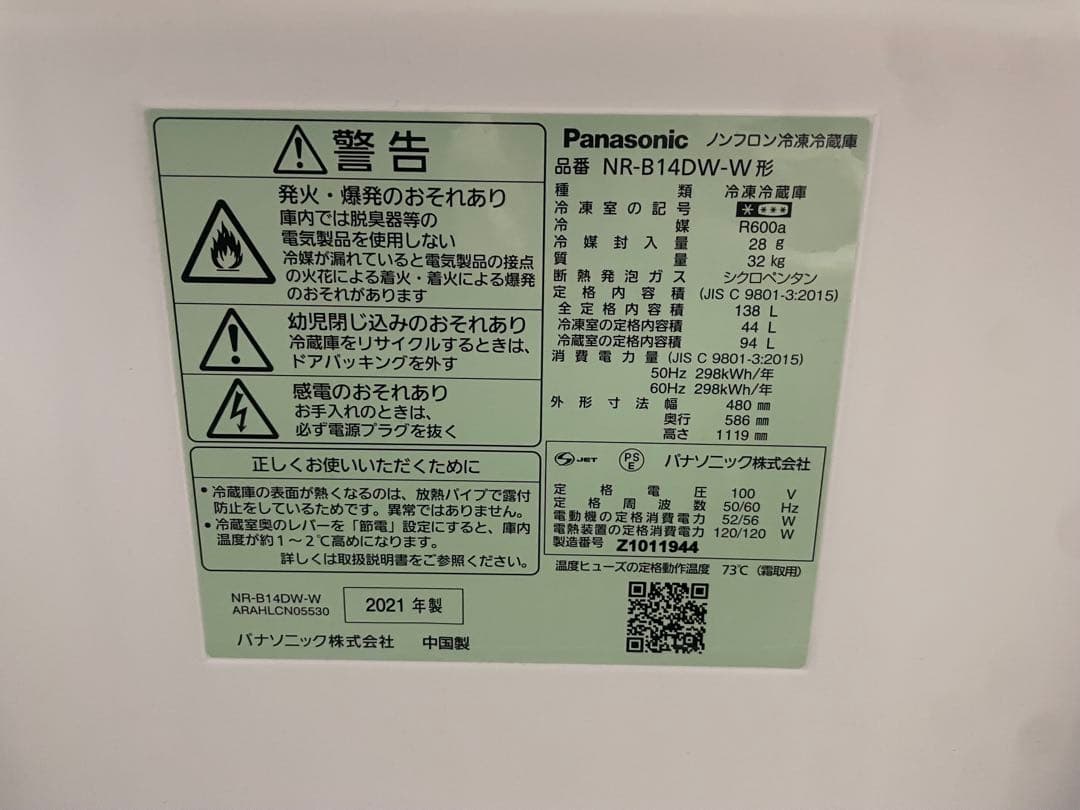 警告
発火・爆発のおそれあり
庫内では脱臭器等の
電気製品を使用しない
冷媒が漏れていると電気製品の接点
の火花による着火・着火による爆発
のおそれがあります
幼児閉じ込みのおそれあり
冷蔵庫をリサイクルするときは、
ドアパッキングを外す
感電のおそれあり
お手入れのときは、
必ず電源プラグを抜く
正しくお使いいただくために
・冷蔵庫の表面が熱くなるのは、放熱パイプで露付
防止をしているためです。異常ではありません。
・冷蔵室奥のレバーを「節電」設定にすると、庫内
温度が約1～2℃高めになります。
詳しくは取扱説明書をご参照ください。
NR-B14DW-W
ARAHLCN05530
2021 年製
パナソニック株式会社 中国製
Panasonic ノンフロン冷凍冷蔵庫
品番 NR-B14DW-W 形
種類 冷凍冷蔵庫
冷凍室の記号
冷媒 R600a
冷媒封入量 28 g
質量 32 kg
断熱発泡ガス シクロペンタン
定格内容積 (JIS C 9801-3:2015)
全定格内容積 138 L
冷凍室の定格内容積 44 L
冷蔵室の定格内容積 94 L
消費電力量 (JIS C 9801-3:2015)
50Hz 298kWh/年
60Hz 298kWh/年
外形寸法 幅 480 ㎜
奥行 586 ㎜
高さ 1119 ㎜
JET PSE パナソニック株式会社
定格電圧 100 V
定格周波数 50/60 Hz
電動機の定格消費電力 52/56 W
電熱装置の定格消費電力 120/120 W
製造番号 Z1011944
温度ヒューズの定格動作温度 73℃（霜取用）